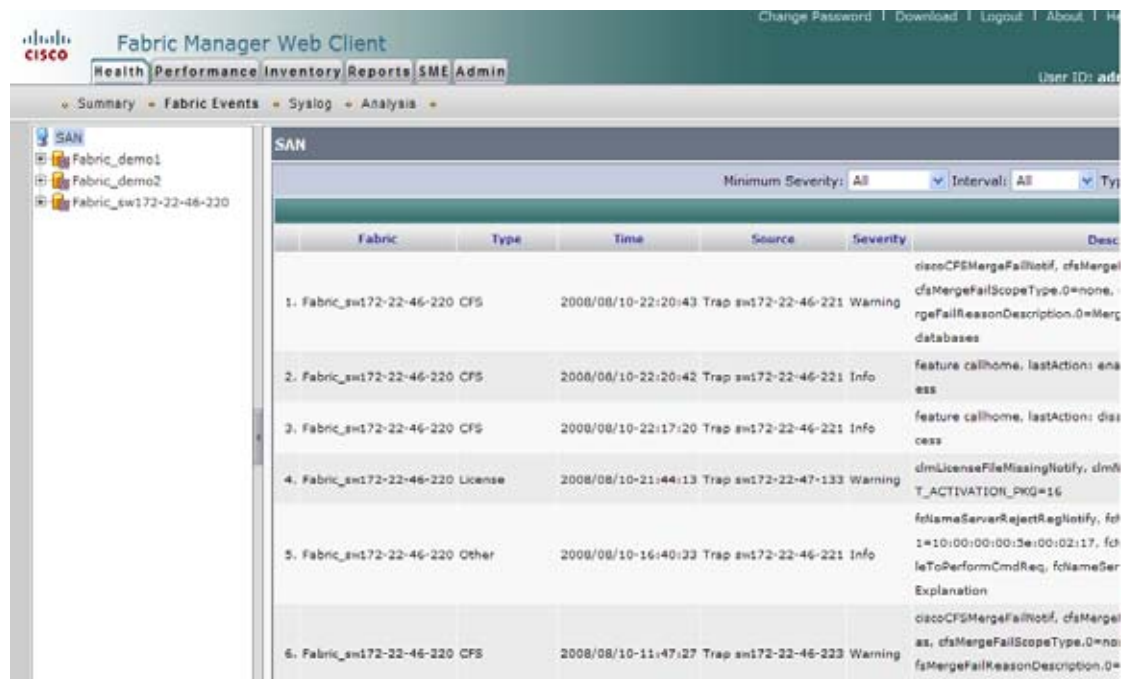 Change Password | Download | Logout | About | He
CISCO
Fabric Manager Web Client
Health Performance Inventory Reports SME Admin
User ID: adm
Summary Fabric Events Syslog Analysis
SAN
Fabric_demo1
Fabric_demo2
Fabric_sw172-22-46-220
SAN
Minimum Severity: All Interval: All Typ
Fabric Type Time Source Severity Desc
1. Fabric_sw172-22-46-220 CFS 2008/08/10-22:20:43 Trap sw172-22-46-221 Warning
ciscoCFSMergeFailNotif, cfsMergeF
cfsMergeFailScopeType.0=none,
rgeFailReasonDescription.0=Merg
databases
2. Fabric_sw172-22-46-220 CFS 2008/08/10-22:20:42 Trap sw172-22-46-221 Info
feature callhome, lastAction: ena
ess
3. Fabric_sw172-22-46-220 CFS 2008/08/10-22:17:20 Trap sw172-22-46-221 Info
feature callhome, lastAction: disa
cess
4. Fabric_sw172-22-46-220 License 2008/08/10-21:44:13 Trap sw172-22-47-133 Warning
clmLicenseFileMissingNotify, clmN
T_ACTIVATION_PKG=16
5. Fabric_sw172-22-46-220 Other 2008/08/10-16:40:33 Trap sw172-22-46-221 Info
fcNameServerRejectRegNotify, fcN
1=10:00:00:00:5e:00:02:17, fcN
leToPerformCmdReq, fcNameSer
Explanation
6. Fabric_sw172-22-46-220 CFS 2008/08/10-11:47:27 Trap sw172-22-46-223 Warning
ciscoCFSMergeFailNotif, cfsMergeF
as, cfsMergeFailScopeType.0=no
fsMergeFailReasonDescription.0=